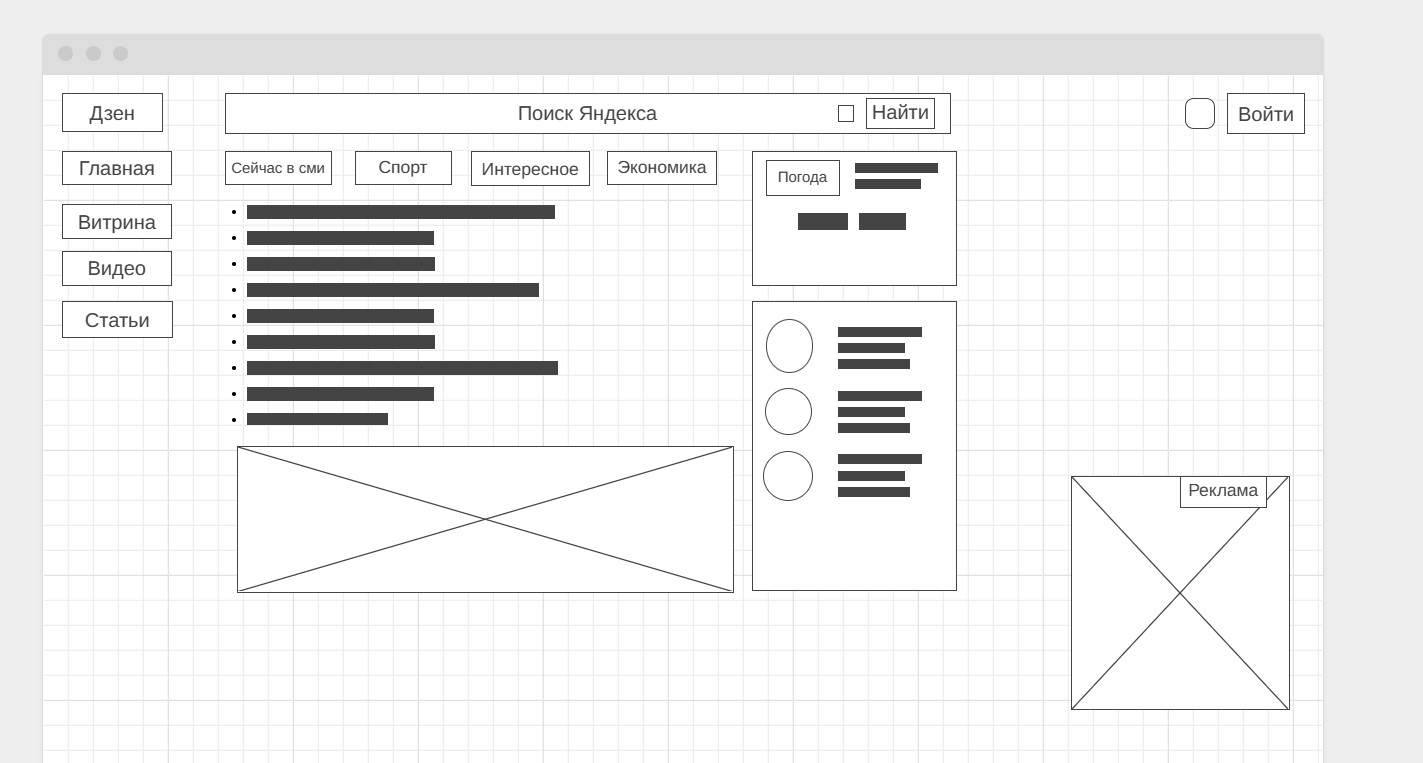 Дзен
Поиск Яндекса
Найти
Войти
Главная
Сейчас в сми
Спорт
Интересное
Экономика
Погода
Витрина
Видео
Статьи
Реклама